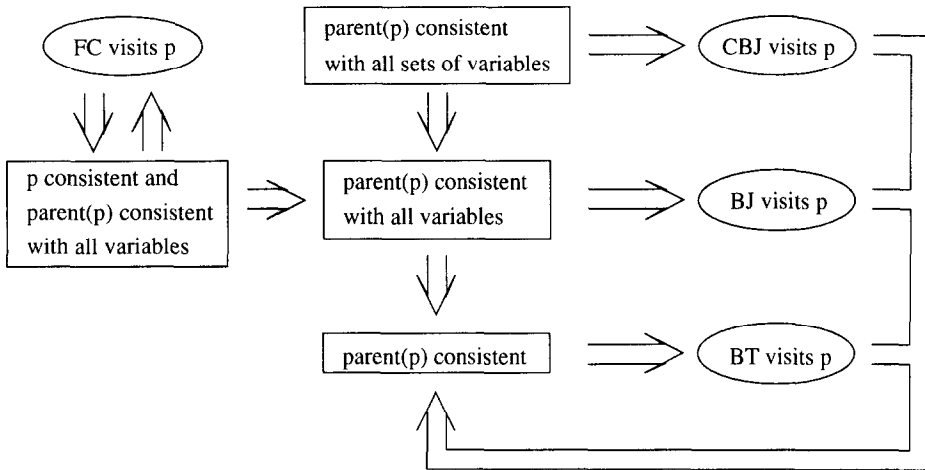 FC visits p
parent(p) consistent
with all sets of variables
CBJ visits p
p consistent and
parent(p) consistent
with all variables
parent(p) consistent
with all variables
BJ visits p
parent(p) consistent
BT visits p